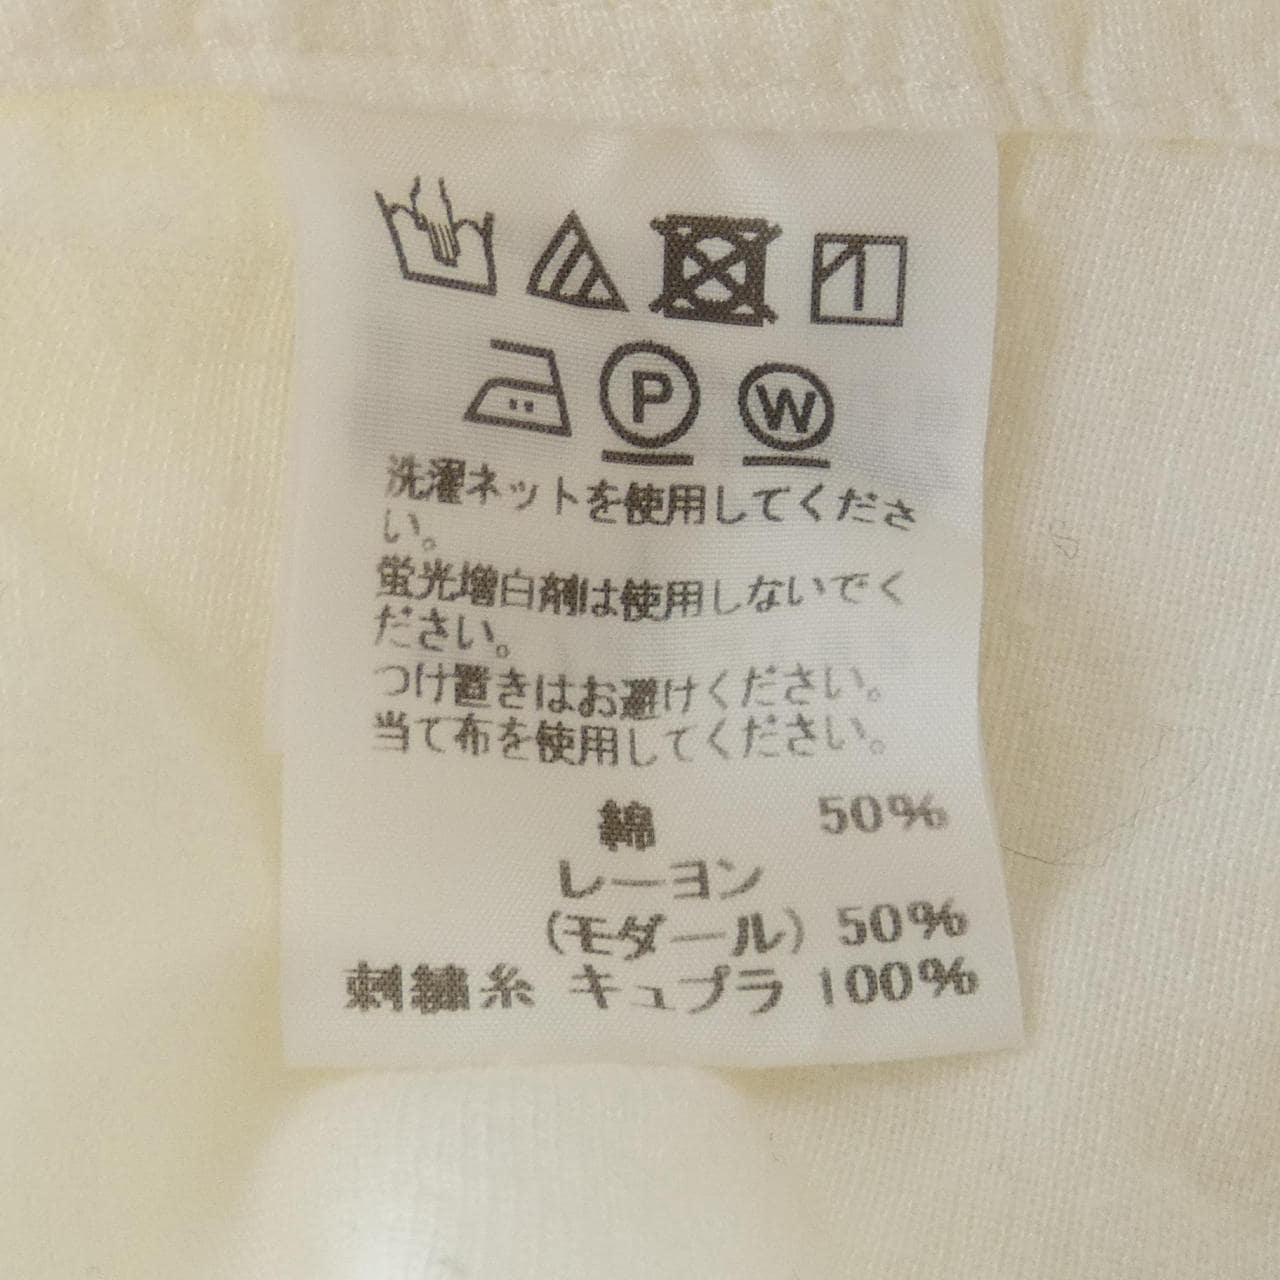 P W
洗濯ネットを使用してくださ
い。
蛍光増白剤は使用しないでく
ださい。
つけ置きはお避けください。
当て布を使用してください。
綿 50%
レーヨン
(モダール) 50%
刺繍糸 キュプラ 100%